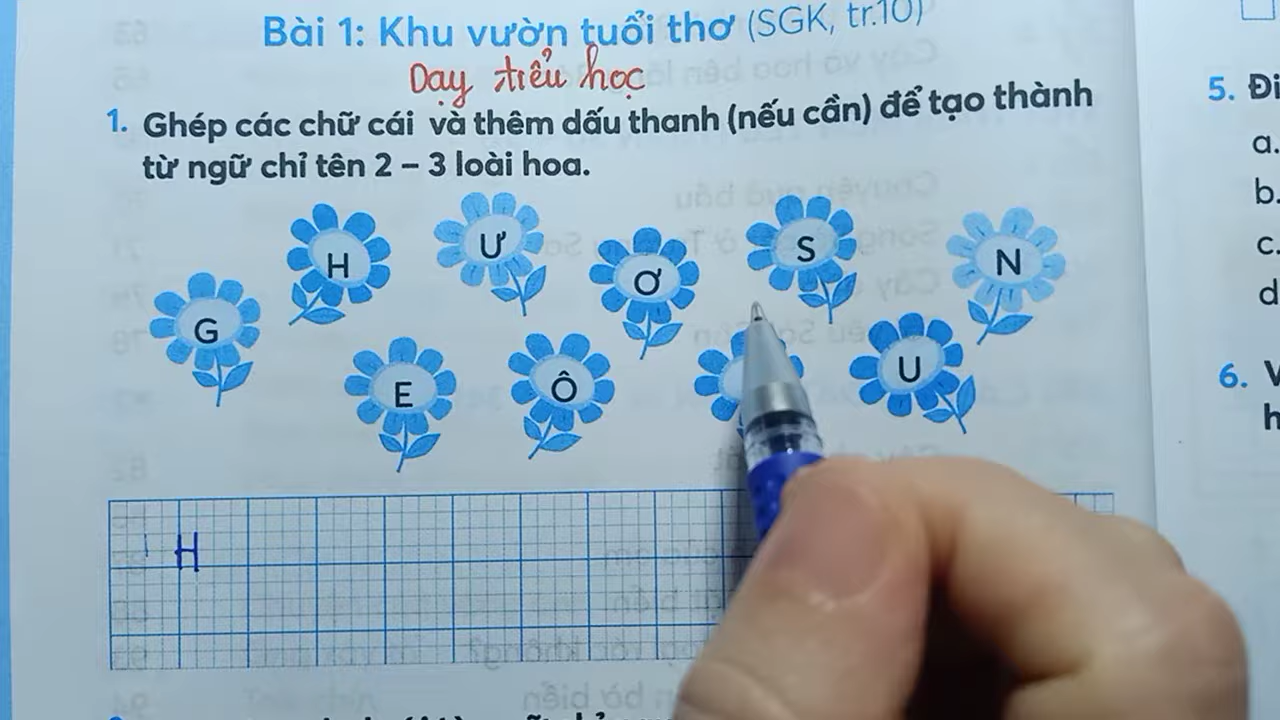 Bài 1: Khu vườn tuổi thơ (SGK, tr.10)
Dạy tiểu học
1. Ghép các chữ cái và thêm dấu thanh (nếu cần) để tạo thành
từ ngữ chỉ tên 2 – 3 loài hoa.
H Ư Ơ S N
G E Ô U
H
5. Đi
a.
b.
c.
d
6. V
h